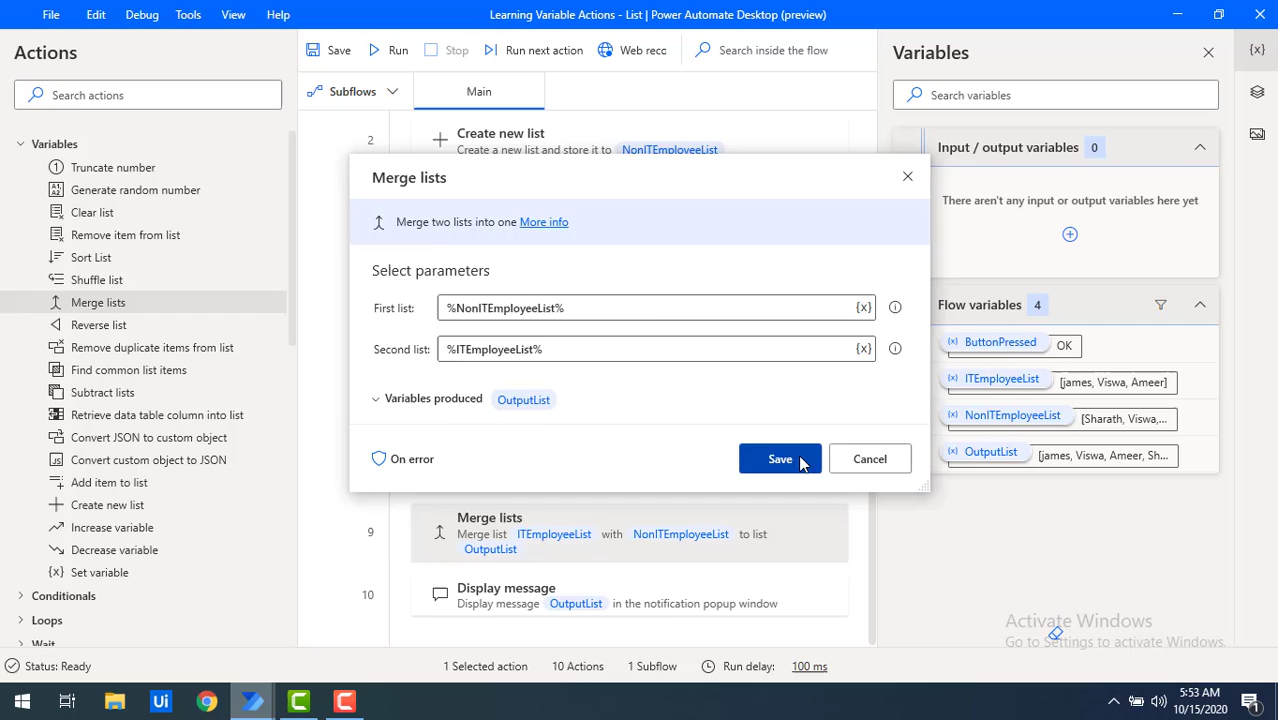 File Edit Debug Tools View Help Learning Variable Actions - List | Power Automate Desktop (preview)
Actions
Search actions
Variables
Truncate number
Generate random number
Clear list
Remove item from list
Sort List
Shuffle list
Merge lists
Reverse list
Remove duplicate items from list
Find common list items
Subtract lists
Retrieve data table column into list
Convert JSON to custom object
Convert custom object to JSON
Add item to list
Create new list
Increase variable
Decrease variable
{x} Set variable
Conditionals
Loops
Wait
Save Run Stop Run next action Web reco Search inside the flow
Subflows Main
2 Create new list
Create a new list and store it to NonITEmployeeList
Merge lists
Merge two lists into one More info
Select parameters
First list: %NonITEmployeeList% {x}
Second list: %ITEmployeeList% {x}
Variables produced OutputList
On error Save Cancel
9 Merge lists
Merge list ITEmployeeList with NonITEmployeeList to list
OutputList
10 Display message
Display message OutputList in the notification popup window
Variables {x}
Search variables
Input / output variables 0
There aren't any input or output variables here yet
Flow variables 4
(x) ButtonPressed OK
(x) ITEmployeeList [james, Viswa, Ameer]
(x) NonITEmployeeList [Sharath, Viswa,...
(x) OutputList [james, Viswa, Ameer, Sh...
Activate Windows
Go to Settings to activate Windows.
Status: Ready 1 Selected action 10 Actions 1 Subflow Run delay: 100 ms
Ui C C 5:53 AM
10/15/2020 1